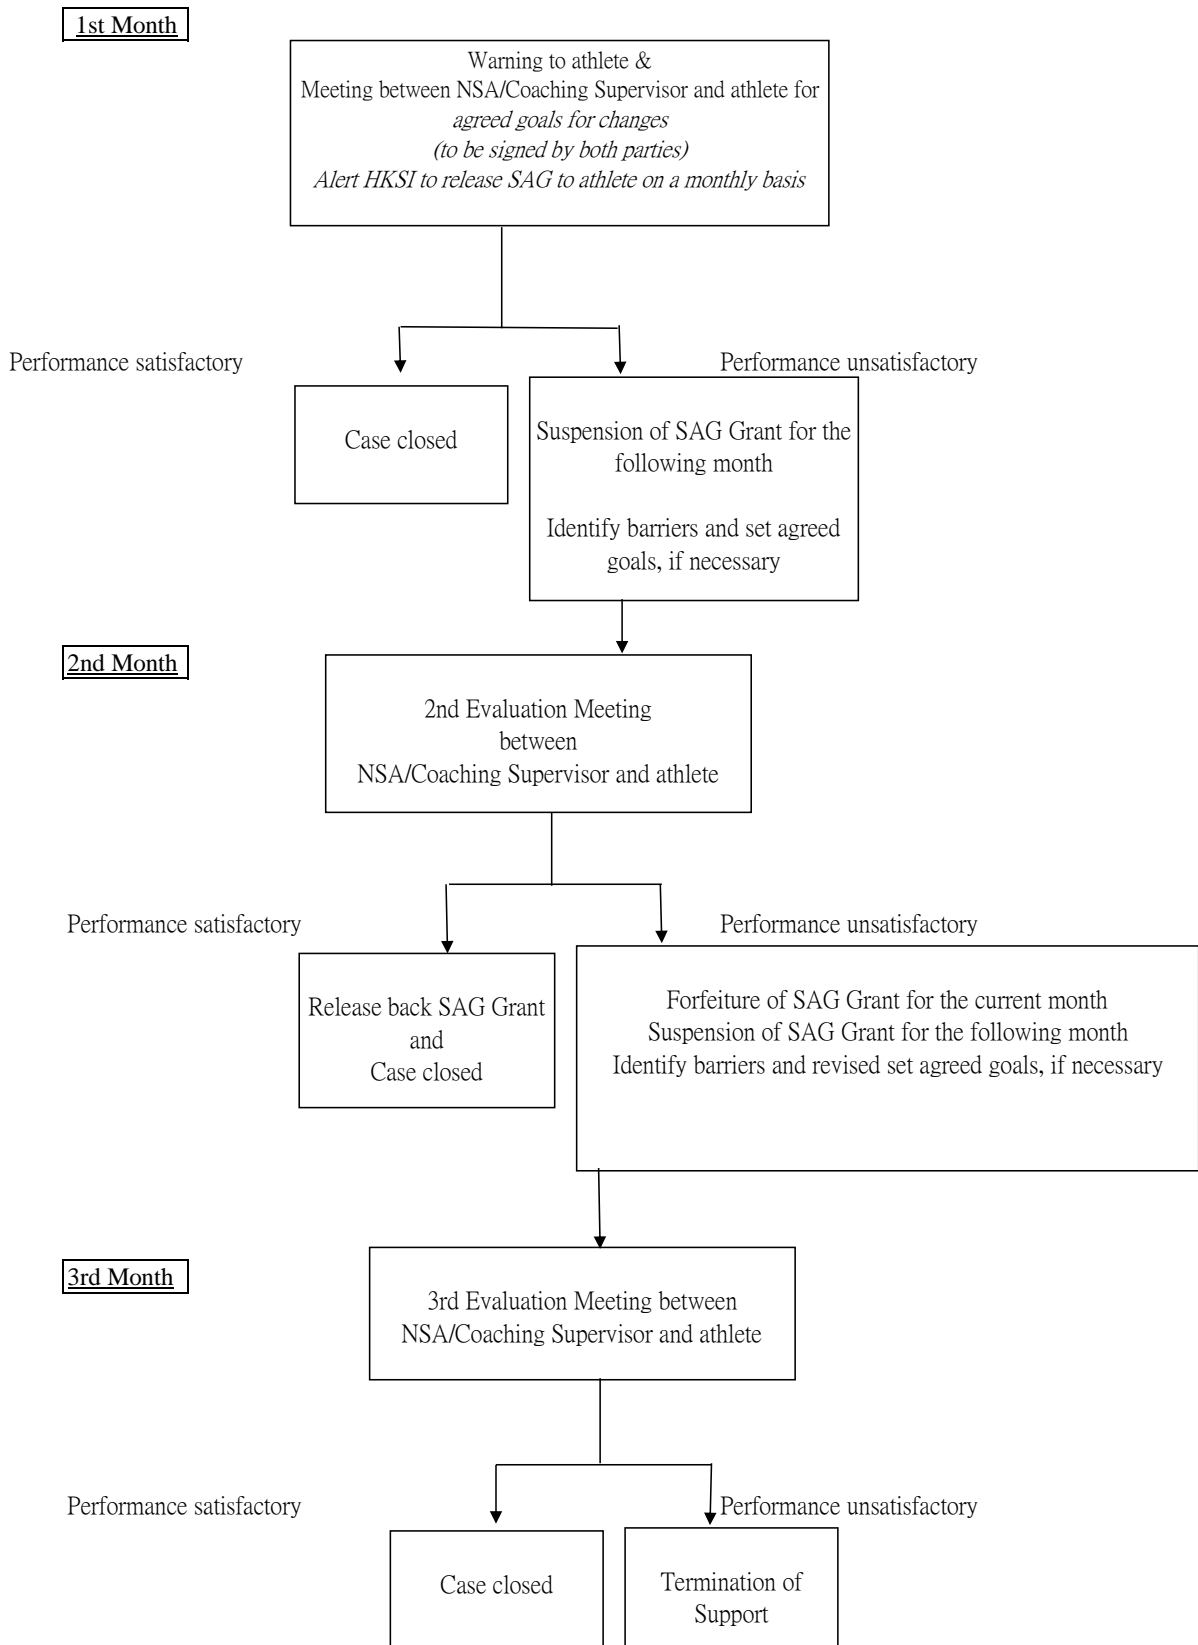 1st Month
Warning to athlete &
Meeting between NSA/Coaching Supervisor and athlete for
agreed goals for changes
(to be signed by both parties)
Alert HKSI to release SAG to athlete on a monthly basis
Performance satisfactory
Performance unsatisfactory
Case closed
Suspension of SAG Grant for the
following month
Identify barriers and set agreed
goals, if necessary
2nd Month
2nd Evaluation Meeting
between
NSA/Coaching Supervisor and athlete
Performance satisfactory
Performance unsatisfactory
Release back SAG Grant
and
Case closed
Forfeiture of SAG Grant for the current month
Suspension of SAG Grant for the following month
Identify barriers and revised set agreed goals, if necessary
3rd Month
3rd Evaluation Meeting between
NSA/Coaching Supervisor and athlete
Performance satisfactory
Performance unsatisfactory
Case closed
Termination of
Support